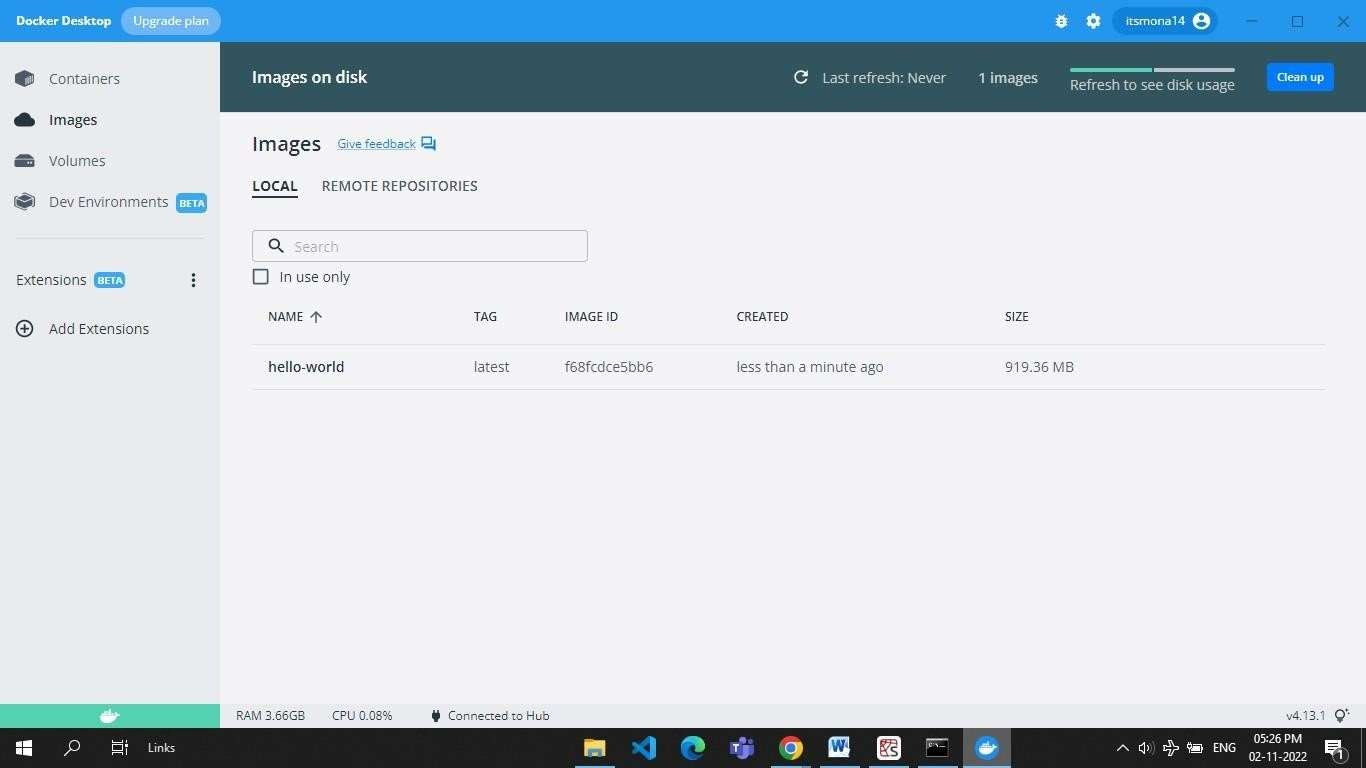 Docker Desktop Upgrade plan itsmona14
Containers
Images
Volumes
Dev Environments BETA
Extensions BETA
Add Extensions
Images on disk Last refresh: Never 1 images Refresh to see disk usage Clean up
Images Give feedback
LOCAL REMOTE REPOSITORIES
Search
In use only
NAME TAG IMAGE ID CREATED SIZE
hello-world latest f68fcdce5bb6 less than a minute ago 919.36 MB
RAM 3.66GB CPU 0.08% Connected to Hub v4.13.1
Links ENG 05:26 PM
02-11-2022 1